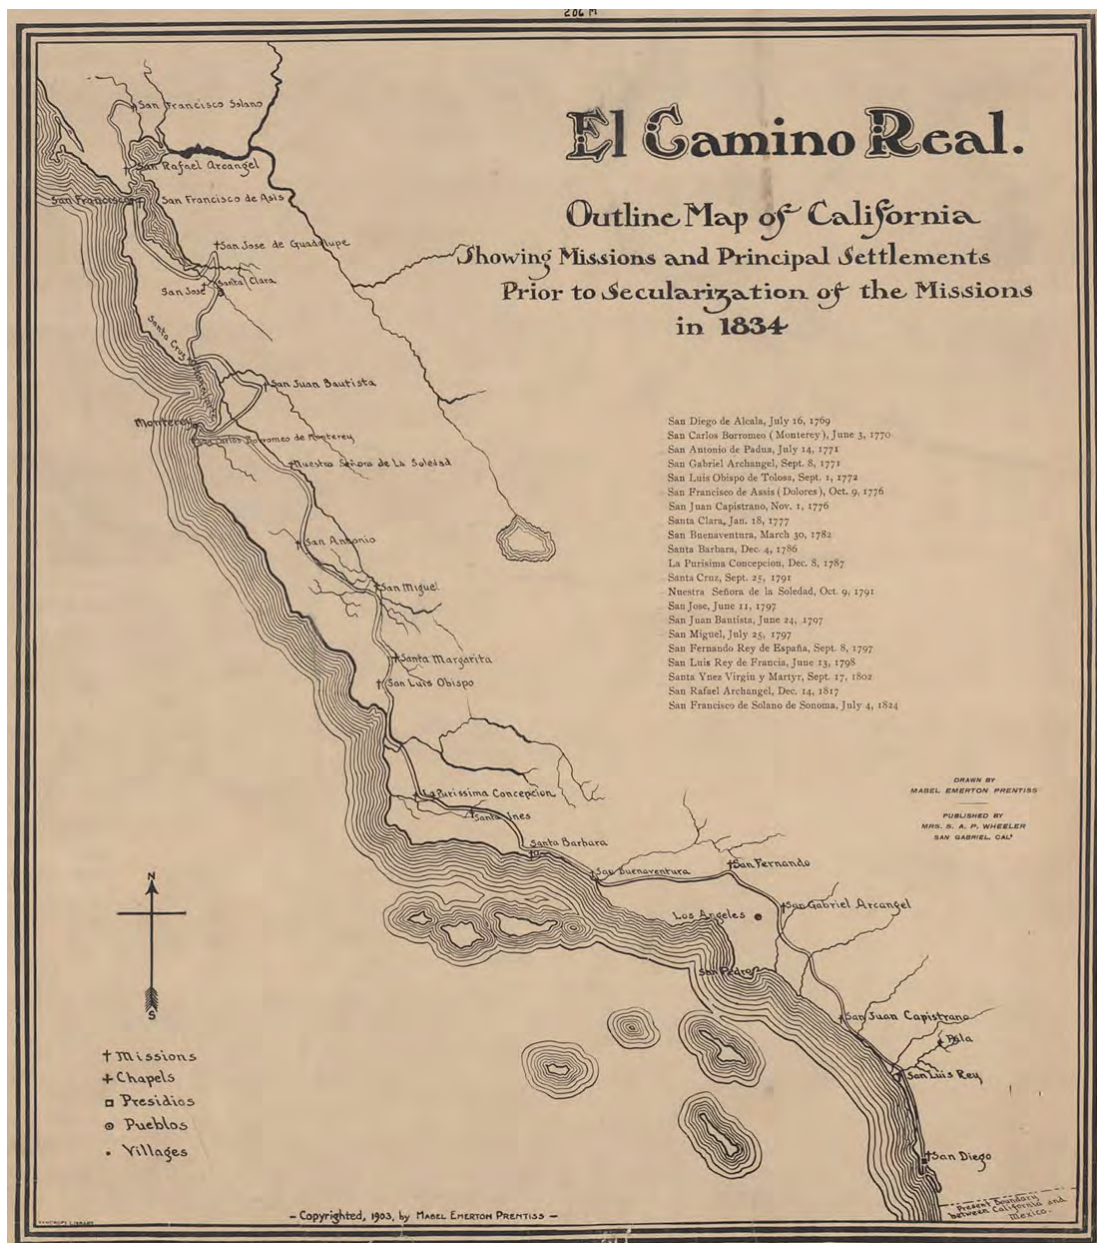 206 M
El Camino Real.
Outline Map of California
Showing Missions and Principal Settlements
Prior to Secularization of the Missions
in 1834
San Francisco Solano
San Rafael Arcangel
San Francisco
San Francisco de Asis
San Jose de Guadalupe
Santa Clara
San Jose
Santa Cruz
San Juan Bautista
Monterey
San Carlos Borromeo de Monterey
Nuestra Señora de La Soledad
San Antonio
San Miguel
Santa Margarita
San Luis Obispo
La Purissima Concepcion
Santa Ines
Santa Barbara
San Buenaventura
San Fernando
San Gabriel Arcangel
Los Angeles
San Pedro
San Juan Capistrano
Pala
San Luis Rey
San Diego
Present Boundary
between California and
Mexico.
San Diego de Alcala, July 16, 1769
San Carlos Borromeo (Monterey), June 3, 1770
San Antonio de Padua, July 14, 1771
San Gabriel Archangel, Sept. 8, 1771
San Luis Obispo de Tolosa, Sept. 1, 1772
San Francisco de Assis (Dolores), Oct. 9, 1776
San Juan Capistrano, Nov. 1, 1776
Santa Clara, Jan. 18, 1777
San Buenaventura, March 30, 1782
Santa Barbara, Dec. 4, 1786
La Purisima Concepcion, Dec. 8, 1787
Santa Cruz, Sept. 25, 1791
Nuestra Señora de la Soledad, Oct. 9, 1791
San Jose, June 11, 1797
San Juan Bautista, June 24, 1797
San Miguel, July 25, 1797
San Fernando Rey de España, Sept. 8, 1797
San Luis Rey de Francia, June 13, 1798
Santa Ynez Virgin y Martyr, Sept. 17, 1802
San Rafael Archangel, Dec. 14, 1817
San Francisco de Solano de Sonoma, July 4, 1824
DRAWN BY
MABEL EMERTON PRENTISS
PUBLISHED BY
MRS. S. A. P. WHEELER
SAN GABRIEL, CALA
N
S
Missions
Chapels
Presidios
Pueblos
Villages
- Copyrighted, 1903, by Mabel Emerton Prentiss -
BANCROFT LIBRARY